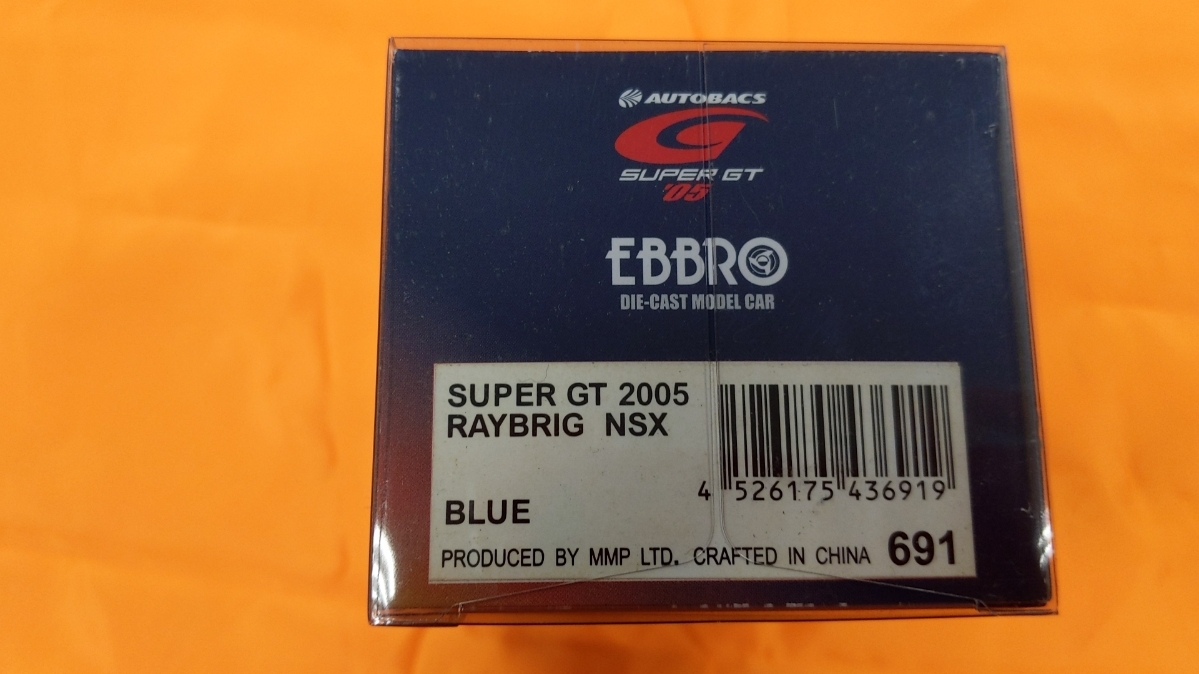 AUTOBACS
SUPER GT
'05
EBBRO
DIE-CAST MODEL CAR
SUPER GT 2005
RAYBRIG NSX
4 526175 436919
BLUE
PRODUCED BY MMP LTD. CRAFTED IN CHINA 691